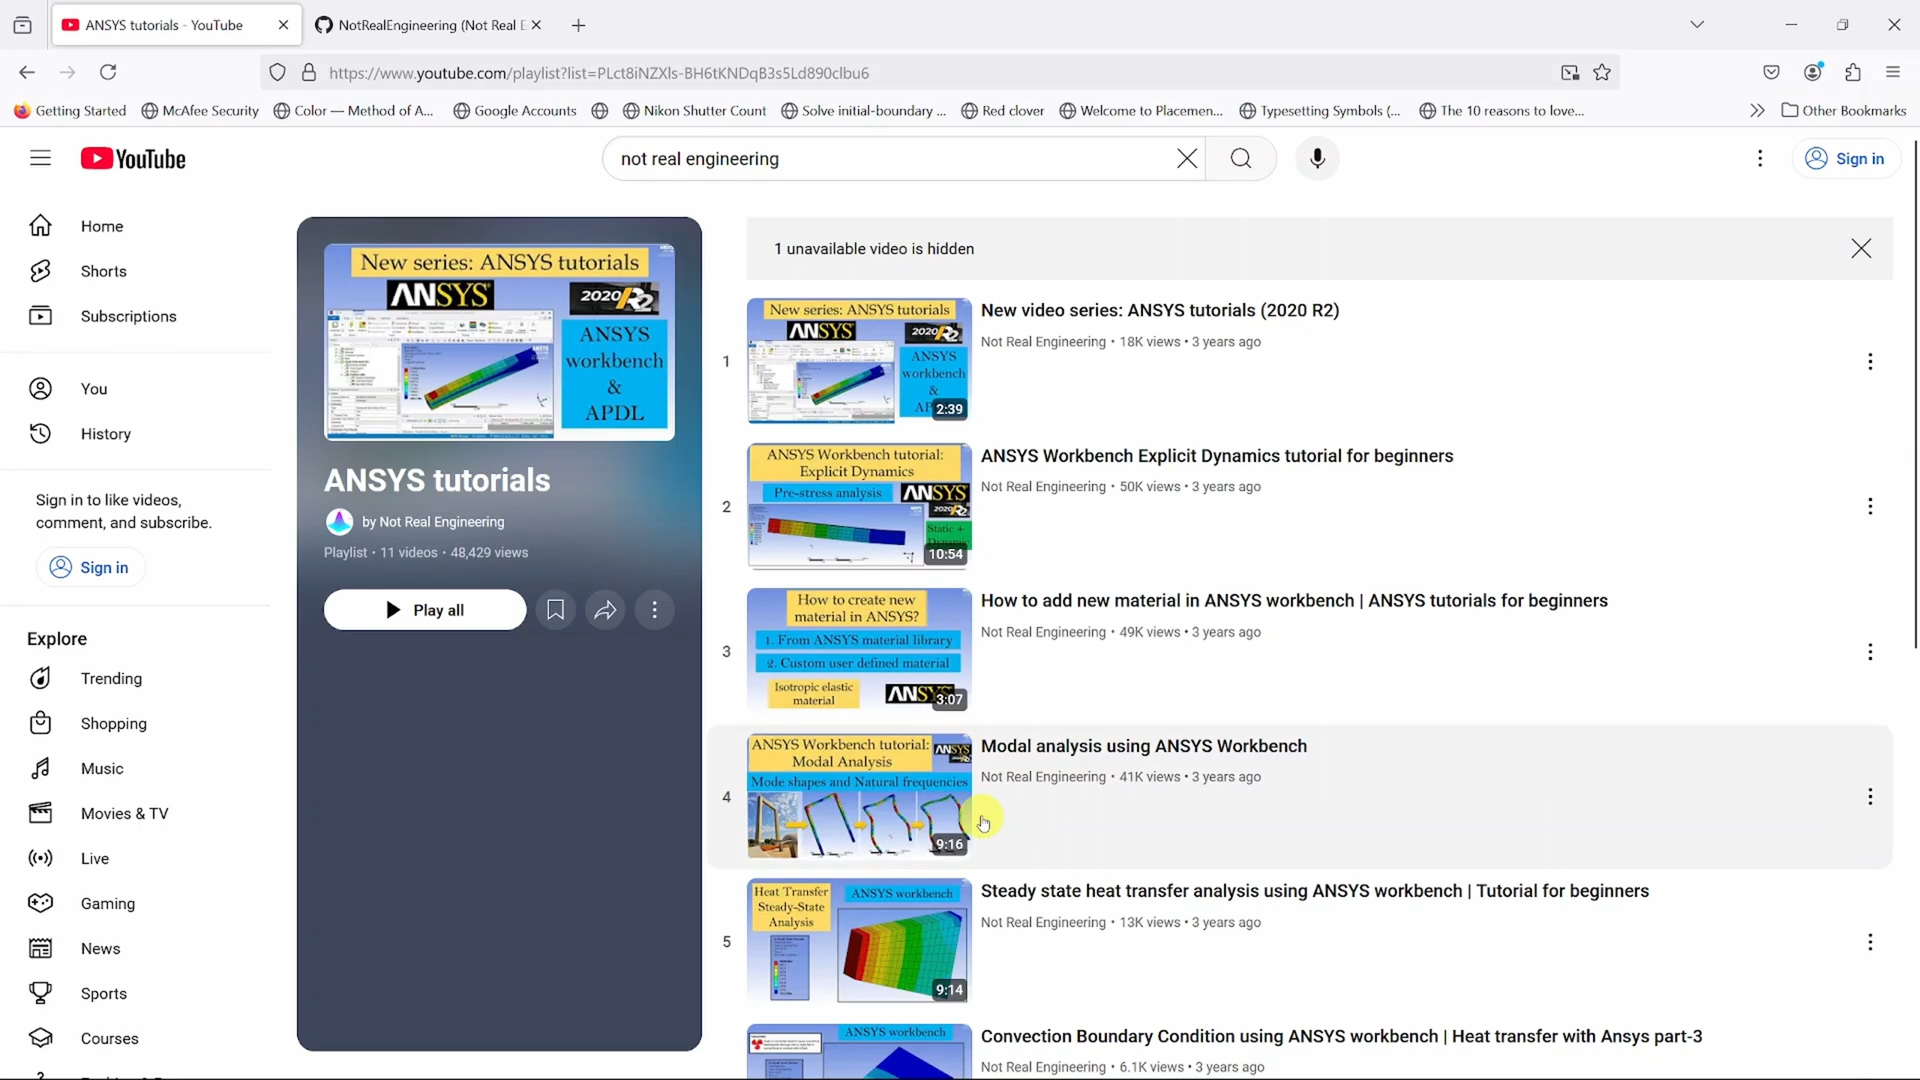 ANSYS tutorials - YouTube
NotRealEngineering (Not Real E
https://www.youtube.com/playlist?list=PLct8iNZXls-BH6tKNDqB3s5Ld890clbu6
Getting Started
McAfee Security
Color — Method of A...
Google Accounts
Nikon Shutter Count
Solve initial-boundary ...
Red clover
Welcome to Placemen...
Typesetting Symbols (...
The 10 reasons to love...
Other Bookmarks
YouTube
not real engineering
Sign in
Home
Shorts
Subscriptions
You
History
Sign in to like videos,
comment, and subscribe.
Sign in
Explore
Trending
Shopping
Music
Movies & TV
Live
Gaming
News
Sports
Courses
New series: ANSYS tutorials
ANSYS
2020 R2
ANSYS
workbench
&
APDL
ANSYS tutorials
by Not Real Engineering
Playlist • 11 videos • 48,429 views
Play all
1 unavailable video is hidden
1
New series: ANSYS tutorials
ANSYS
2020 R2
ANSYS
workbench
&
2:39
New video series: ANSYS tutorials (2020 R2)
Not Real Engineering • 18K views • 3 years ago
2
ANSYS Workbench tutorial:
Explicit Dynamics
Pre-stress analysis
ANSYS
2020 R2
Static +
10:54
ANSYS Workbench Explicit Dynamics tutorial for beginners
Not Real Engineering • 50K views • 3 years ago
3
How to create new
material in ANSYS?
1. From ANSYS material library
2. Custom user defined material
Isotropic elastic
material
ANSYS
3:07
How to add new material in ANSYS workbench | ANSYS tutorials for beginners
Not Real Engineering • 49K views • 3 years ago
4
ANSYS Workbench tutorial:
Modal Analysis
ANSYS
Mode shapes and Natural frequencies
9:16
Modal analysis using ANSYS Workbench
Not Real Engineering • 41K views • 3 years ago
5
Heat Transfer
Steady-State
Analysis
ANSYS workbench
9:14
Steady state heat transfer analysis using ANSYS workbench | Tutorial for beginners
Not Real Engineering • 13K views • 3 years ago
ANSYS workbench
Convection Boundary Condition using ANSYS workbench | Heat transfer with Ansys part-3
Not Real Engineering • 6.1K views • 3 years ago